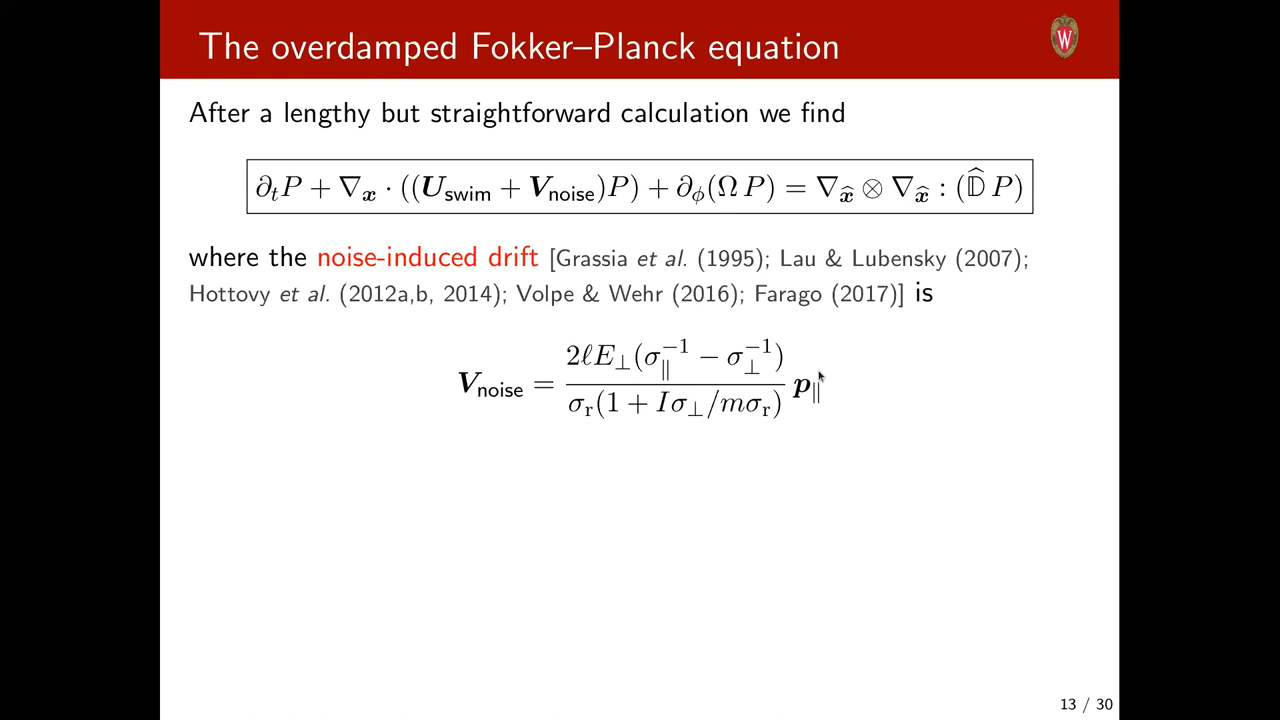 The overdamped Fokker–Planck equation
W
After a lengthy but straightforward calculation we find
∂ₜP + ∇ₓ · ((U_swim + V_noise)P) + ∂_ϕ(Ω P) = ∇_x̂ ⊗ ∇_x̂ : (𝔻̂ P)
where the noise-induced drift [Grassia et al. (1995); Lau & Lubensky (2007);
Hottovy et al. (2012a,b, 2014); Volpe & Wehr (2016); Farago (2017)] is
V_noise = 2ℓE_⊥(σ_∥^−1 − σ_⊥^−1) / σ_r(1 + Iσ_⊥/mσ_r) p_∥
13 / 30